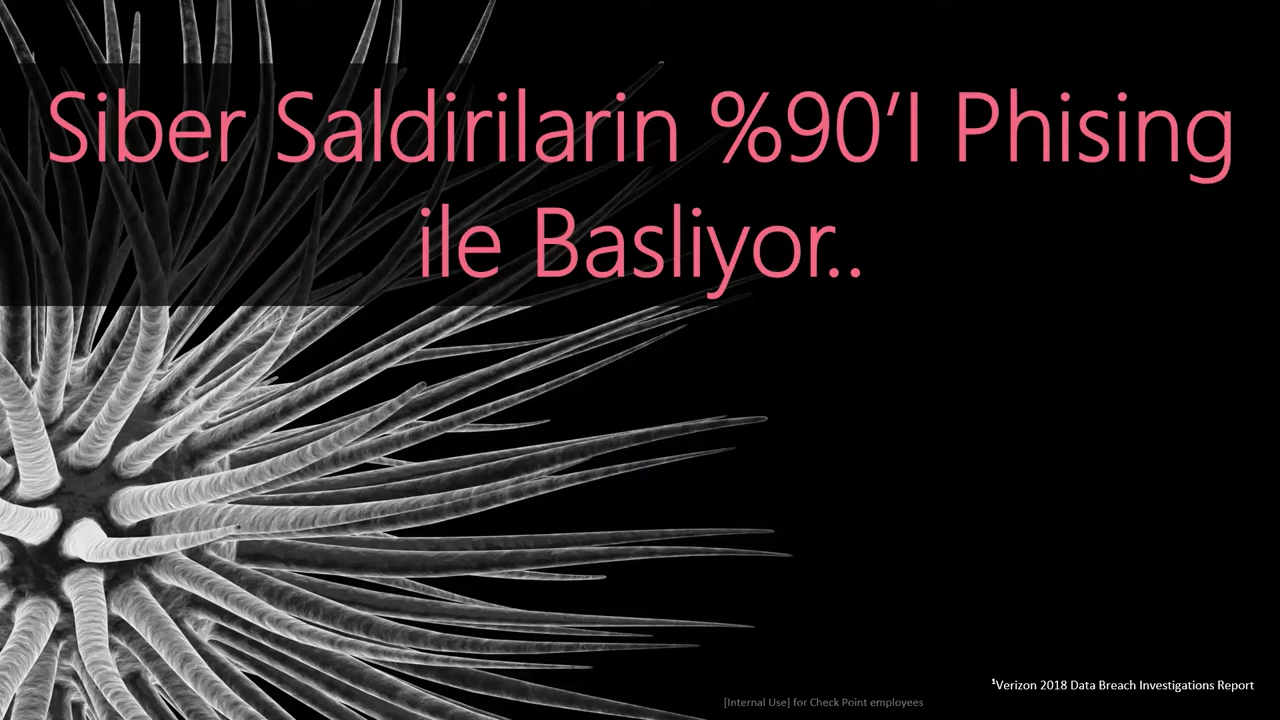 Siber Saldirilarin %90’I Phising
ile Basliyor..
¹Verizon 2018 Data Breach Investigations Report
[Internal Use] for Check Point employees